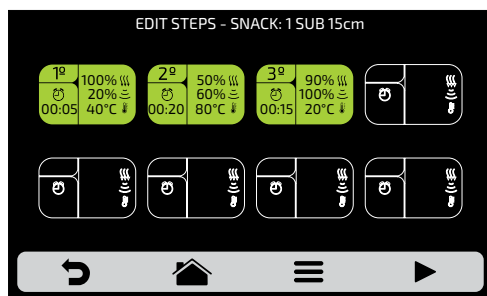 EDIT STEPS - SNACK: 1 SUB 15cm
1º 100%
20%
00:05 40°C
2º 50%
60%
00:20 80°C
3º 90%
100%
00:15 20°C